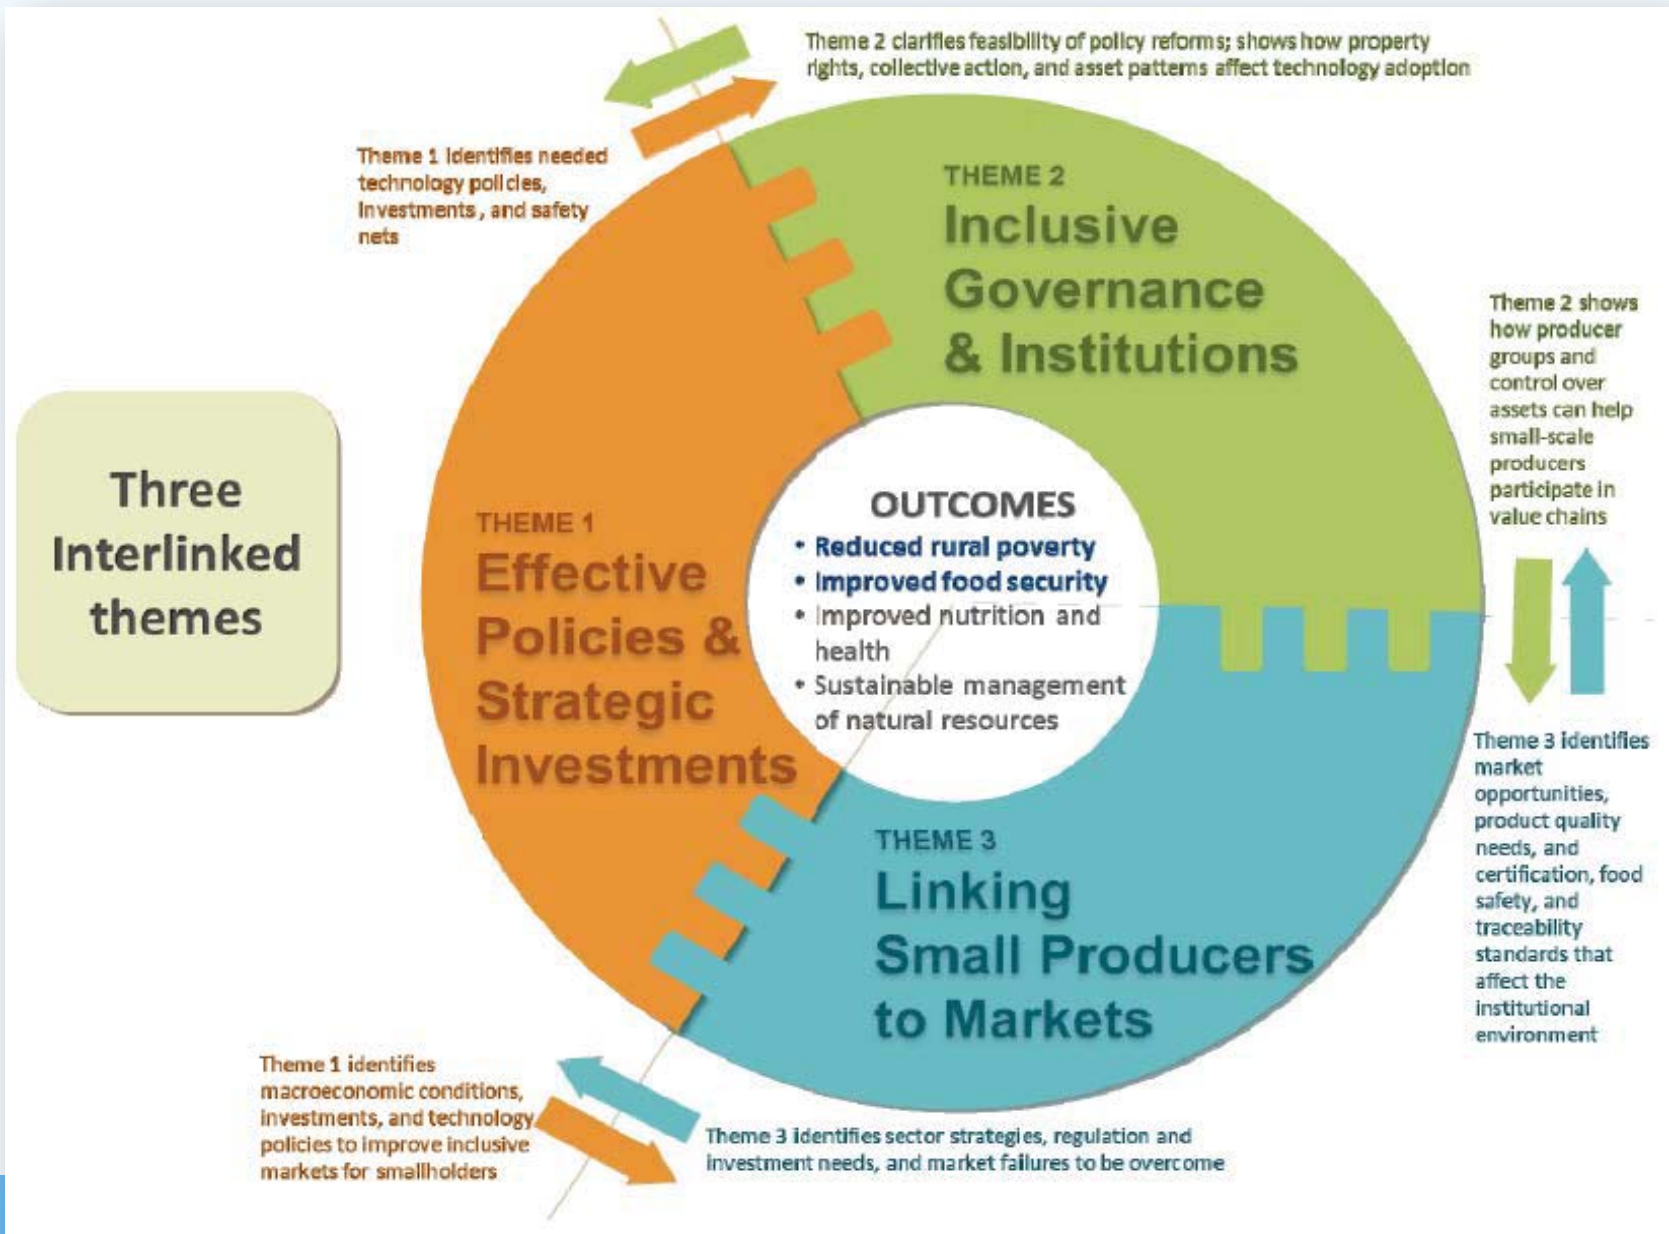 Theme 2 clarifies feasibility of policy reforms; shows how property
rights, collective action, and asset patterns affect technology adoption
Theme 1 identifies needed
technology policies,
Investments, and safety
nets
THEME 2
Inclusive
Governance
& Institutions
Theme 2 shows
how producer
groups and
control over
assets can help
small-scale
producers
participate in
value chains
Three
Interlinked
themes
THEME 1
Effective
Policies &
Strategic
Investments
OUTCOMES
• Reduced rural poverty
• Improved food security
• Improved nutrition and
health
• Sustainable management
of natural resources
Theme 3 identifies
market
opportunities,
product quality
needs, and
certification, food
safety, and
traceability
standards that
affect the
institutional
environment
THEME 3
Linking
Small Producers
to Markets
Theme 1 identifies
macroeconomic conditions,
investments, and technology
policies to improve inclusive
markets for smallholders
Theme 3 identifies sector strategies, regulation and
investment needs, and market failures to be overcome